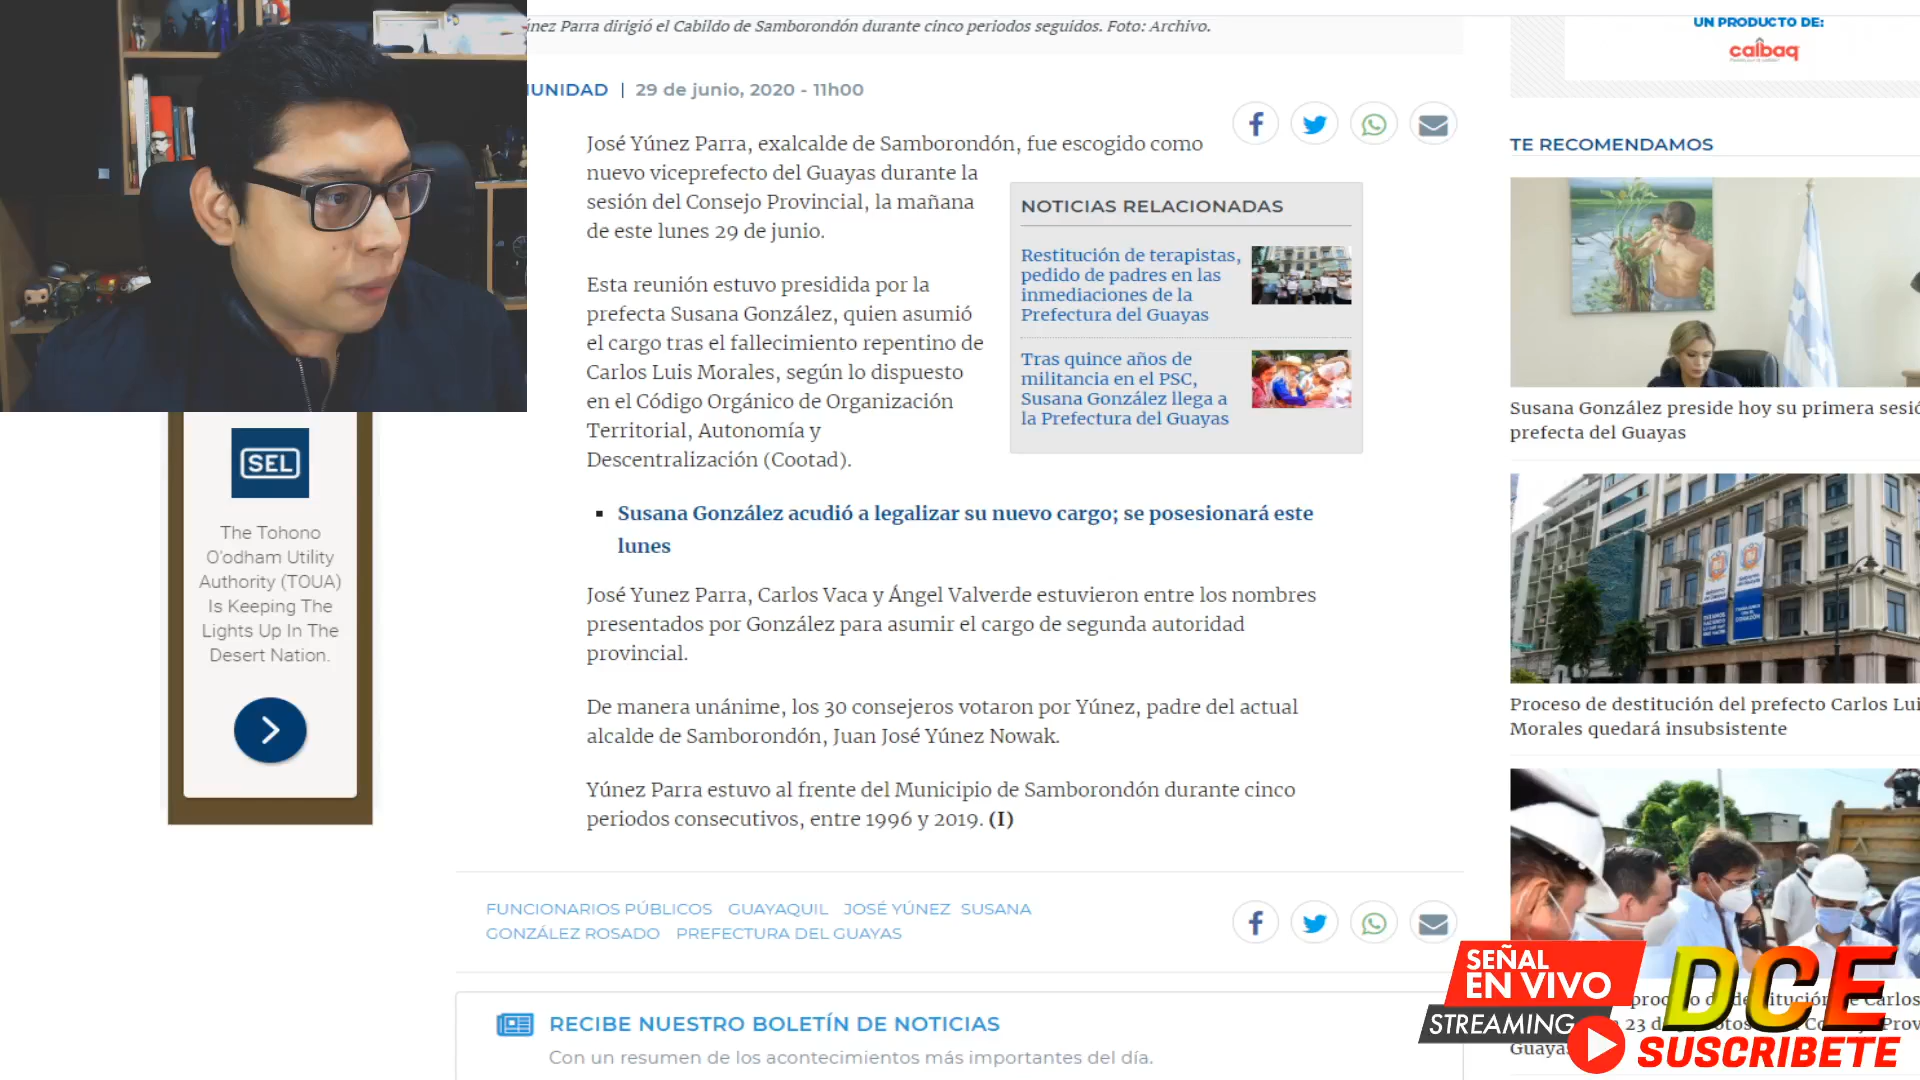 únez Parra dirigió el Cabildo de Samborondón durante cinco periodos seguidos. Foto: Archivo.
UNIDAD | 29 de junio, 2020 - 11h00
José Yúnez Parra, exalcalde de Samborondón, fue escogido como
nuevo viceprefecto del Guayas durante la
sesión del Consejo Provincial, la mañana
de este lunes 29 de junio.
Esta reunión estuvo presidida por la
prefecta Susana González, quien asumió
el cargo tras el fallecimiento repentino de
Carlos Luis Morales, según lo dispuesto
en el Código Orgánico de Organización
Territorial, Autonomía y
Descentralización (Cootad).
▪ Susana González acudió a legalizar su nuevo cargo; se posesionará este
lunes
José Yunez Parra, Carlos Vaca y Ángel Valverde estuvieron entre los nombres
presentados por González para asumir el cargo de segunda autoridad
provincial.
De manera unánime, los 30 consejeros votaron por Yúnez, padre del actual
alcalde de Samborondón, Juan José Yúnez Nowak.
Yúnez Parra estuvo al frente del Municipio de Samborondón durante cinco
periodos consecutivos, entre 1996 y 2019. (I)
NOTICIAS RELACIONADAS
Restitución de terapistas,
pedido de padres en las
inmediaciones de la
Prefectura del Guayas
Tras quince años de
militancia en el PSC,
Susana González llega a
la Prefectura del Guayas
FUNCIONARIOS PÚBLICOS GUAYAQUIL JOSÉ YÚNEZ SUSANA
GONZÁLEZ ROSADO PREFECTURA DEL GUAYAS
RECIBE NUESTRO BOLETÍN DE NOTICIAS
Con un resumen de los acontecimientos más importantes del día.
SEL
The Tohono
O'odham Utility
Authority (TOUA)
Is Keeping The
Lights Up In The
Desert Nation.
UN PRODUCTO DE:
calbaq
TE RECOMENDAMOS
Susana González preside hoy su primera sesió
prefecta del Guayas
Proceso de destitución del prefecto Carlos Lui
Morales quedará insubsistente
Guayas
SEÑAL
EN VIVO
STREAMING
DCE
SUSCRIBETE